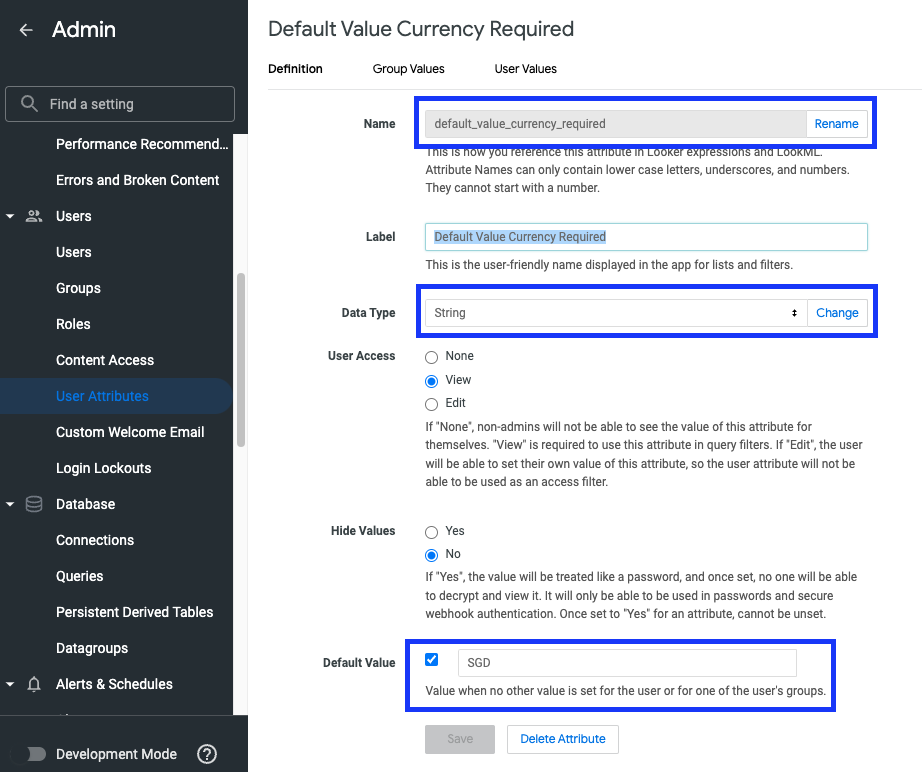 Admin
Find a setting
Performance Recommend...
Errors and Broken Content
Users
Users
Groups
Roles
Content Access
User Attributes
Custom Welcome Email
Login Lockouts
Database
Connections
Queries
Persistent Derived Tables
Datagroups
Alerts & Schedules
Development Mode
Default Value Currency Required
Definition Group Values User Values
Name default_value_currency_required Rename
This is how you reference this attribute in Looker expressions and LookML.
Attribute Names can only contain lower case letters, underscores, and numbers.
They cannot start with a number.
Label Default Value Currency Required
This is the user-friendly name displayed in the app for lists and filters.
Data Type String Change
User Access None
View
Edit
If "None", non-admins will not be able to see the value of this attribute for
themselves. "View" is required to use this attribute in query filters. If "Edit", the user
will be able to set their own value of this attribute, so the user attribute will not be
able to be used as an access filter.
Hide Values Yes
No
If "Yes", the value will be treated like a password, and once set, no one will be able
to decrypt and view it. It will only be able to be used in passwords and secure
webhook authentication. Once set to "Yes" for an attribute, cannot be unset.
Default Value SGD
Value when no other value is set for the user or for one of the user's groups.
Save Delete Attribute